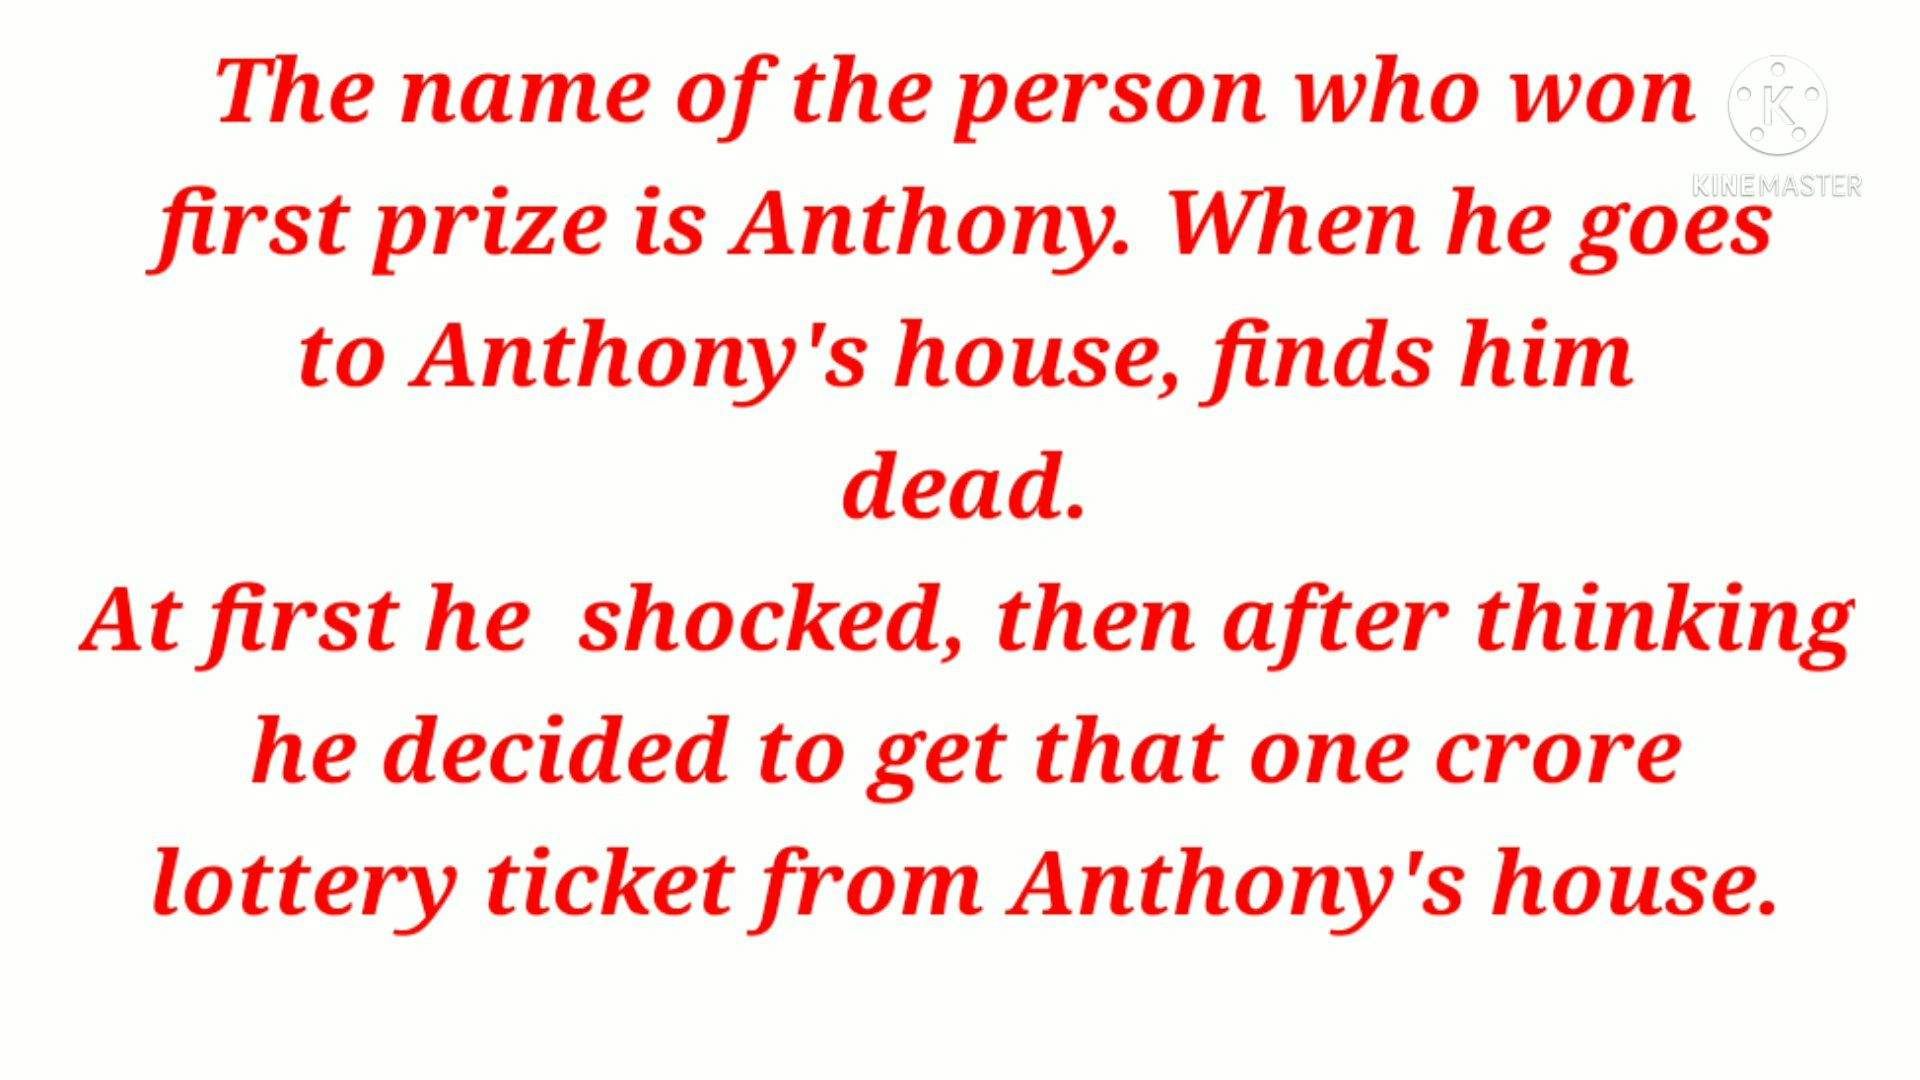 The name of the person who won
first prize is Anthony. When he goes
to Anthony's house, finds him
dead.
At first he  shocked, then after thinking
he decided to get that one crore
lottery ticket from Anthony's house.
K
KINEMASTER